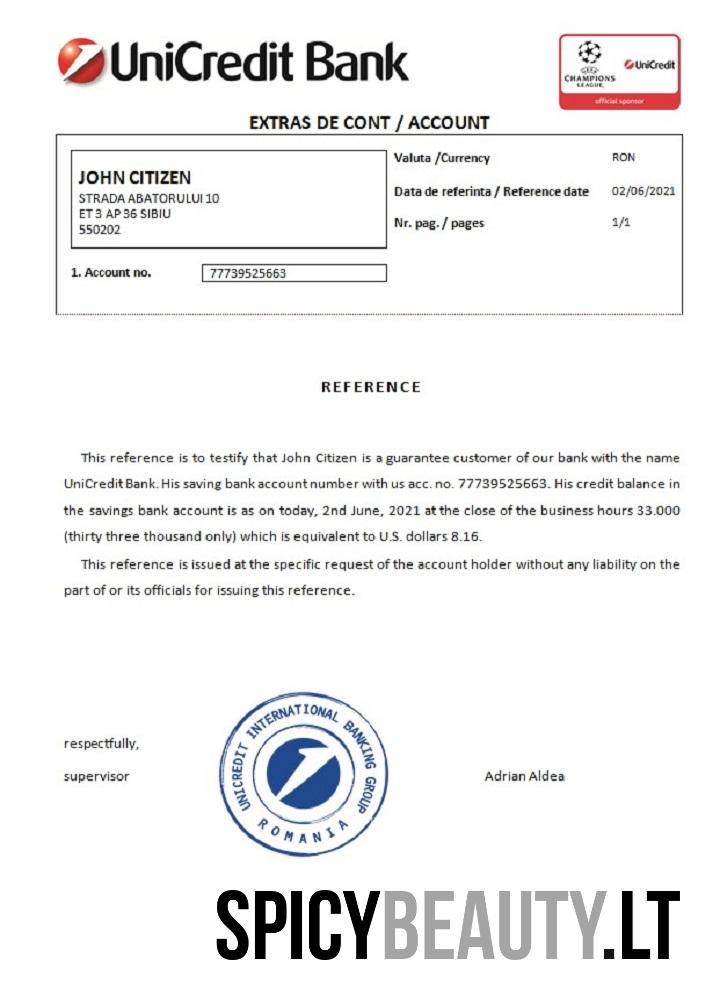 UniCredit Bank
UEFA
CHAMPIONS
LEAGUE
UniCredit
official sponsor
EXTRAS DE CONT / ACCOUNT
JOHN CITIZEN
STRADA ABATORULUI 10
ET 3 AP 36 SIBIU
550202
Valuta /Currency RON
Data de referinta / Reference date 02/06/2021
Nr. pag. / pages 1/1
1. Account no. 77739525663
REFERENCE
This reference is to testify that John Citizen is a guarantee customer of our bank with the name
UniCredit Bank. His saving bank account number with us acc. no. 77739525663. His credit balance in
the savings bank account is as on today, 2nd June, 2021 at the close of the business hours 33.000
(thirty three thousand only) which is equivalent to U.S. dollars 8.16.
This reference is issued at the specific request of the account holder without any liability on the
part of or its officials for issuing this reference.
respectfully,
supervisor
UNICREDIT INTERNATIONAL BANKING GROUP
ROMANIA
Adrian Aldea
SPICYBEAUTY.LT